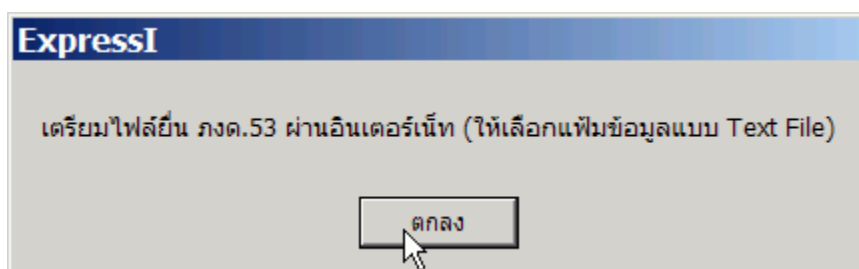 ExpressI
เตรียมไฟล์ยื่น ภงด.53 ผ่านอินเตอร์เน็ท (ให้เลือกแฟ้มข้อมูลแบบ Text File)
ตกลง